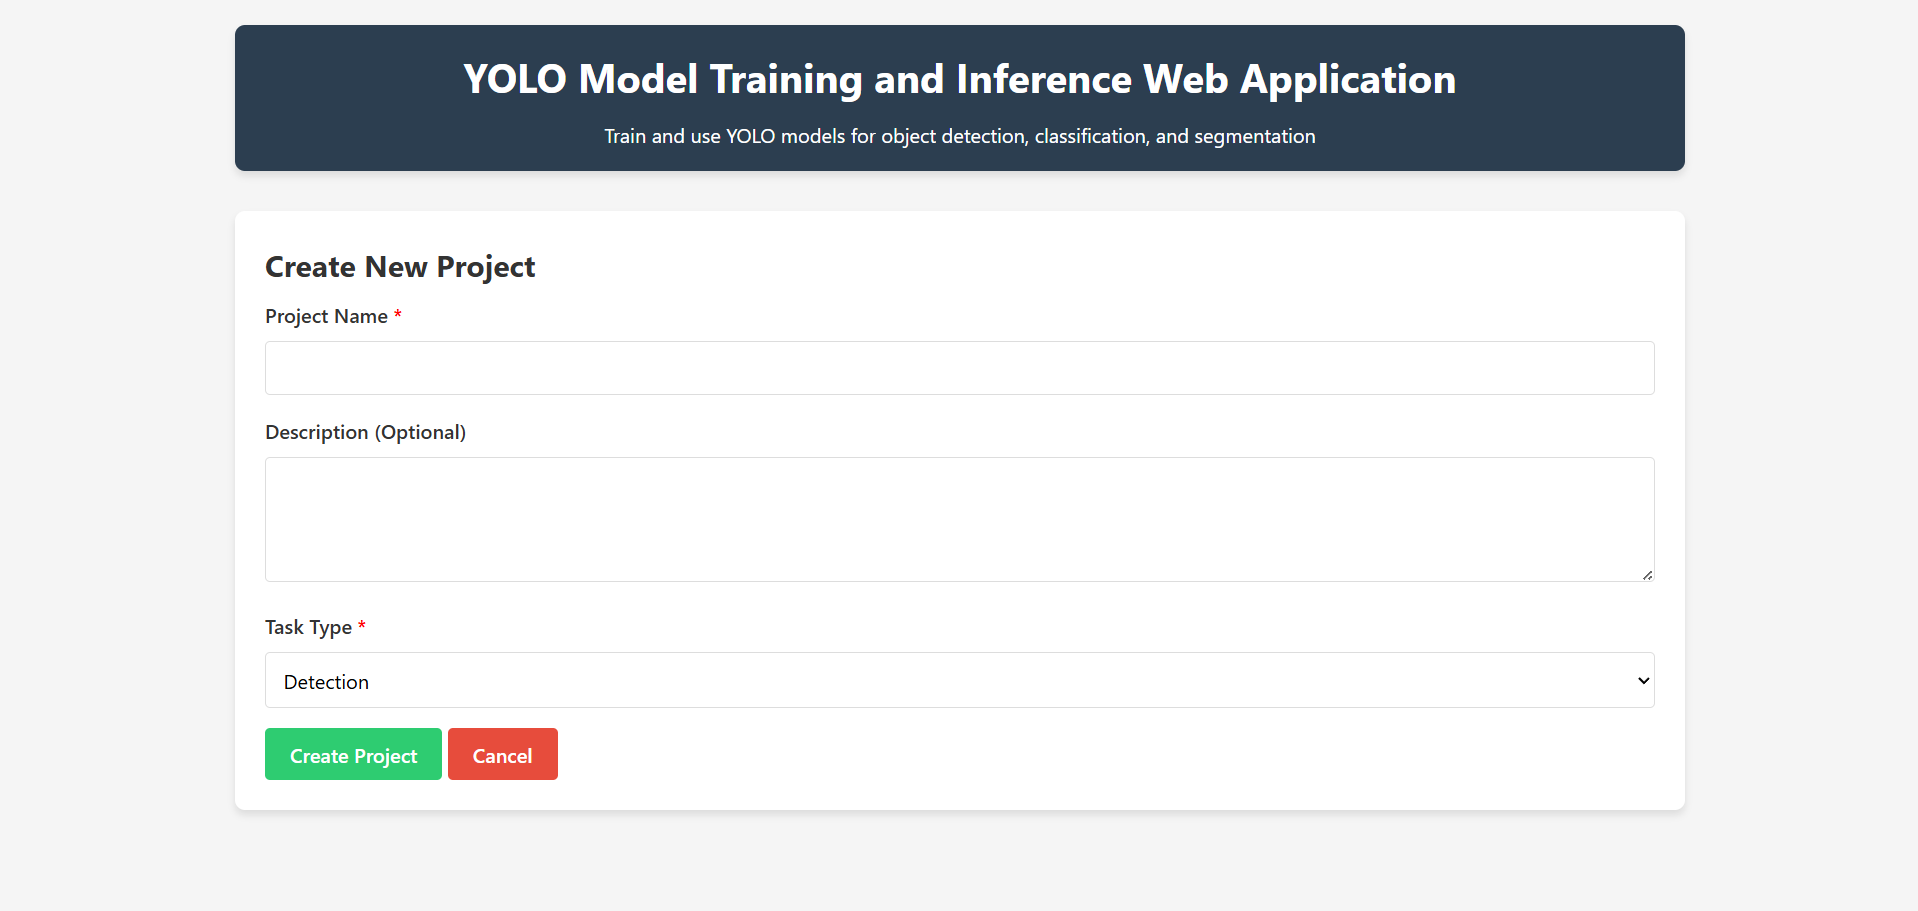 YOLO Model Training and Inference Web Application
Train and use YOLO models for object detection, classification, and segmentation
Create New Project
Project Name *
Description (Optional)
Task Type *
Detection
Create Project Cancel